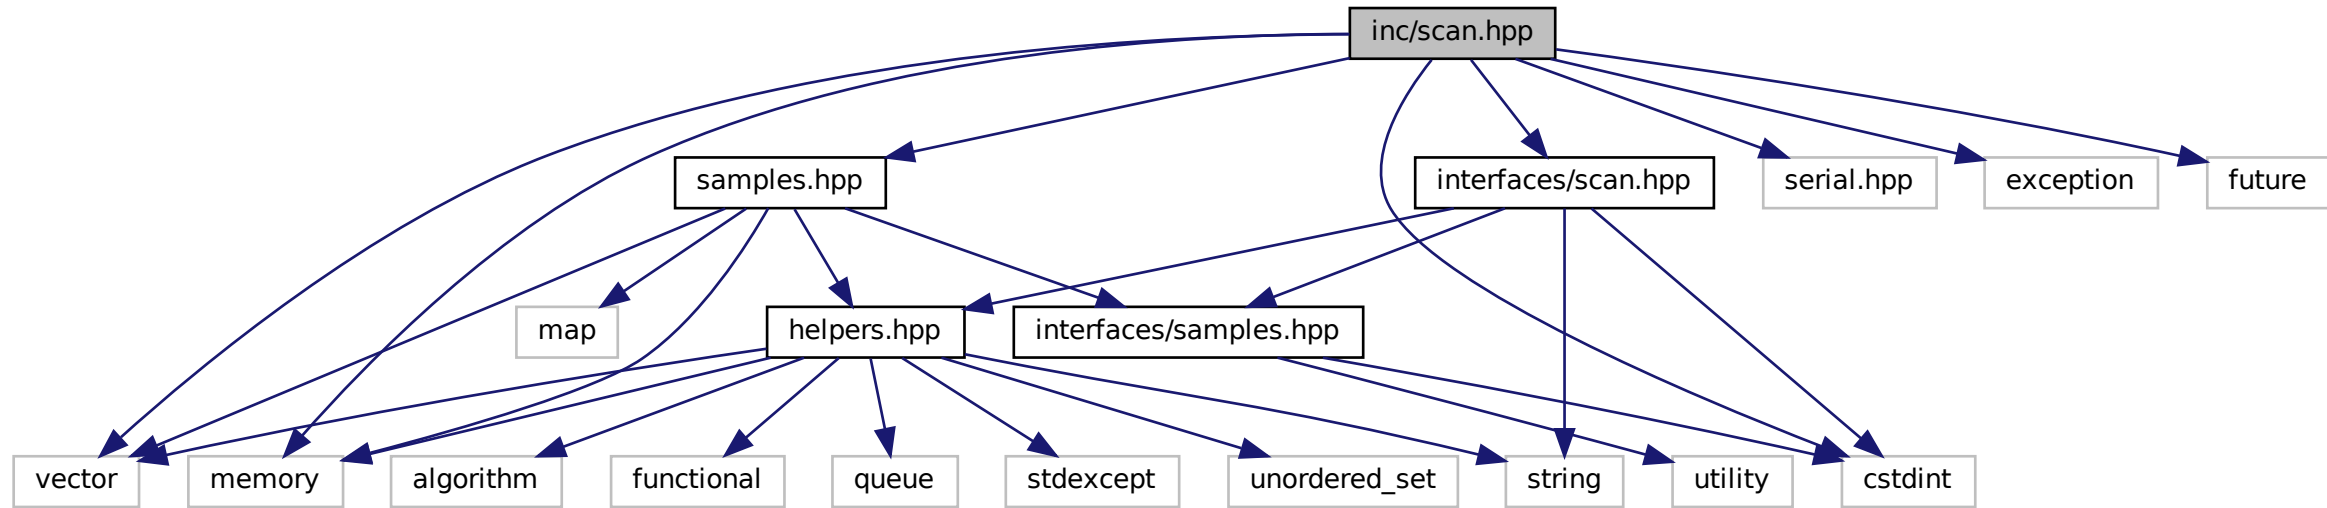 inc/scan.hpp
samples.hpp
interfaces/scan.hpp
serial.hpp
exception
future
map
helpers.hpp
interfaces/samples.hpp
vector
memory
algorithm
functional
queue
stdexcept
unordered_set
string
utility
cstdint